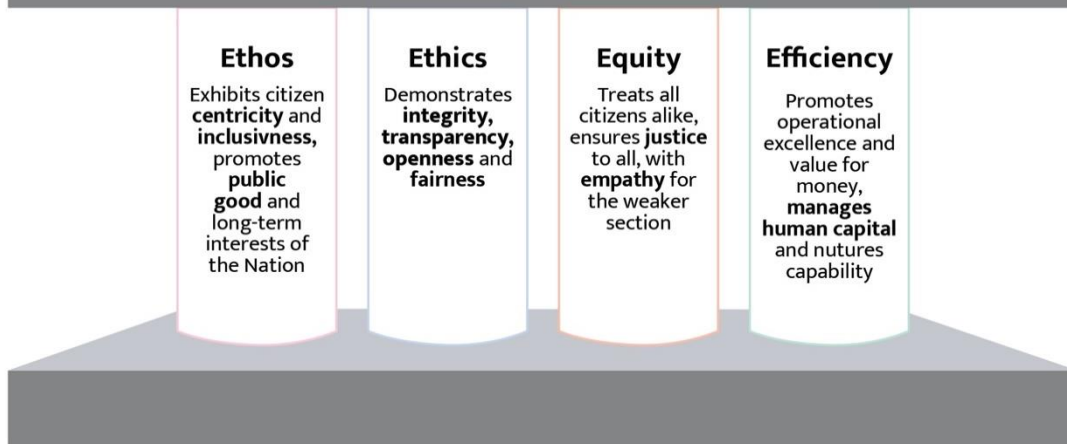 Ethos
Exhibits citizen
centricity and
inclusivness,
promotes
public
good and
long-term
interests of
the Nation
Ethics
Demonstrates
integrity,
transparency,
openness and
fairness
Equity
Treats all
citizens alike,
ensures justice
to all, with
empathy for
the weaker
section
Efficiency
Promotes
operational
excellence and
value for
money,
manages
human capital
and nutures
capability